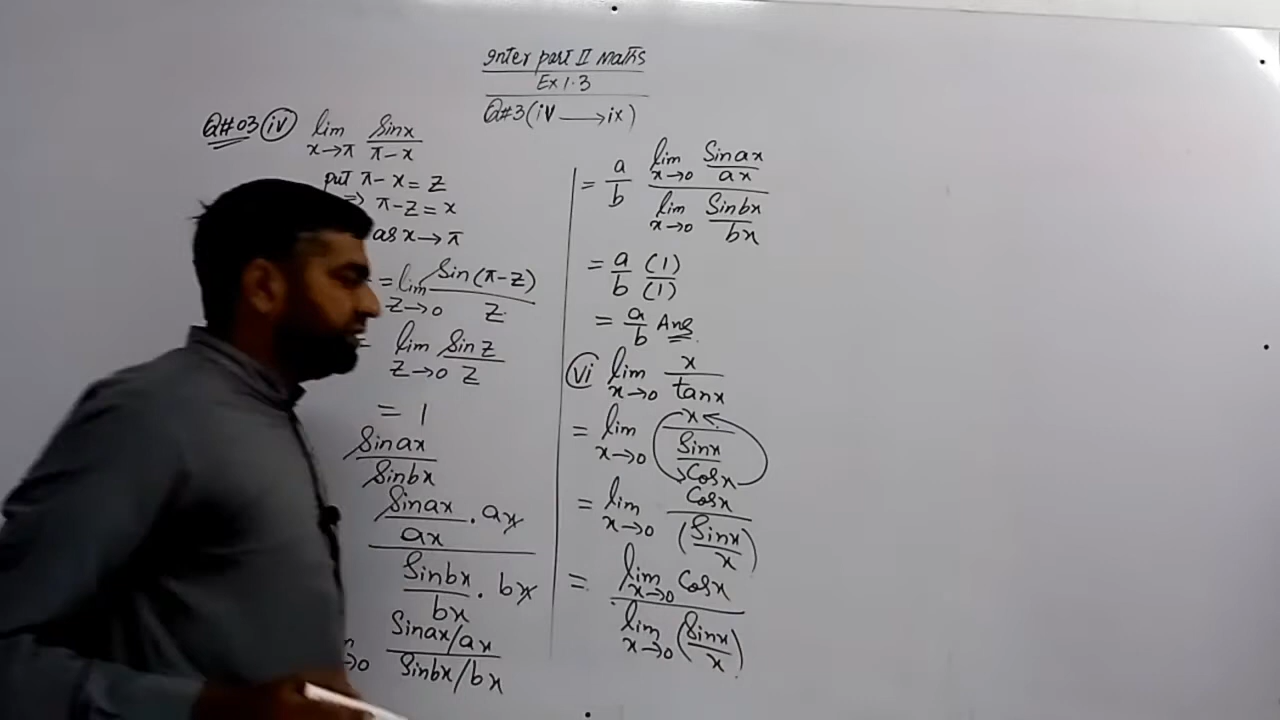 Inter part II Maths
Ex 1.3
Q#3(iv ⟶ ix)
Q#03 (iv) lim x→π Sinx / π-x
put π-x = z
⇒ π-z = x
as x→π
= lim z→0 Sin(π-z) / z
= lim z→0 Sinz / z
= 1
Sinax / Sinbx
Sinax/ax . ax
Sinbx/bx . bx
Sinax/ax
→0 Sinbx/bx
= a/b lim x→0 Sinax/ax
lim x→0 Sinbx/bx
= a/b (1)/(1)
= a/b Ans
(vi) lim x→0 x / tanx
= lim x→0 x / Sinx / Cosx
= lim x→0 Cosx / (Sinx/x)
= lim x→0 Cosx
lim x→0 (Sinx/x)